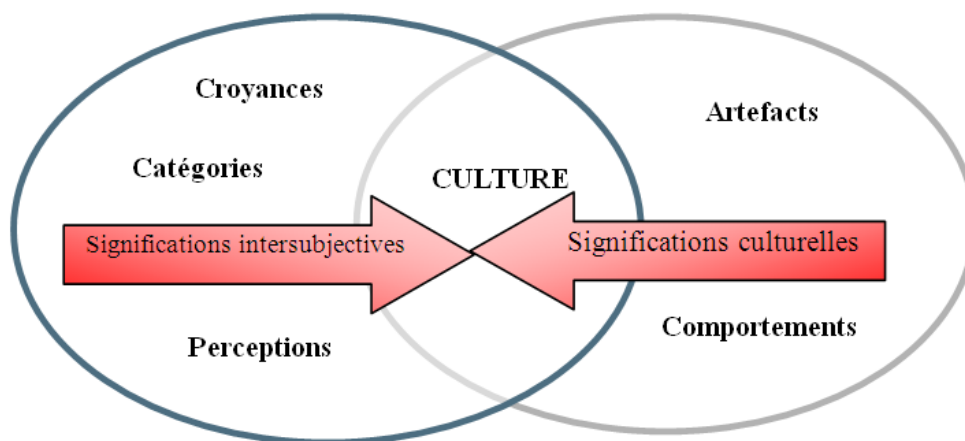 Croyances
Artefacts
Catégories
CULTURE
Significations intersubjectives
Significations culturelles
Comportements
Perceptions